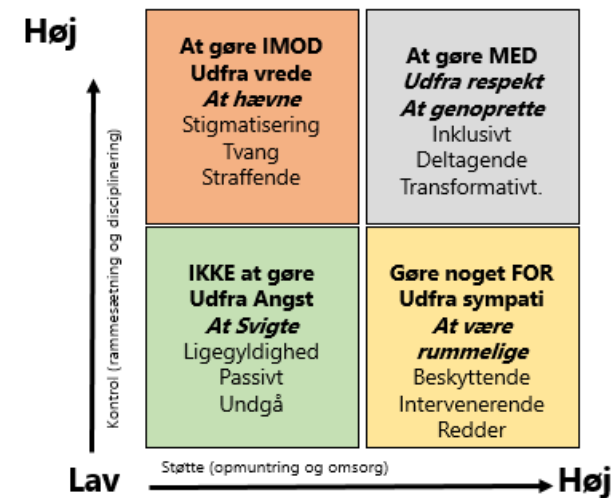 Høj
At gøre IMOD
Udfra vrede
At hævne
Stigmatisering
Tvang
Straffende
At gøre MED
Udfra respekt
At genoprette
Inklusivt
Deltagende
Transformativt.
Kontrol (rammesætning og disciplinering)
IKKE at gøre
Udfra Angst
At Svigte
Ligegyldighed
Passivt
Undgå
Gøre noget FOR
Udfra sympati
At være
rummelige
Beskyttende
Intervenerende
Redder
Lav
Støtte (opmuntring og omsorg)
Høj